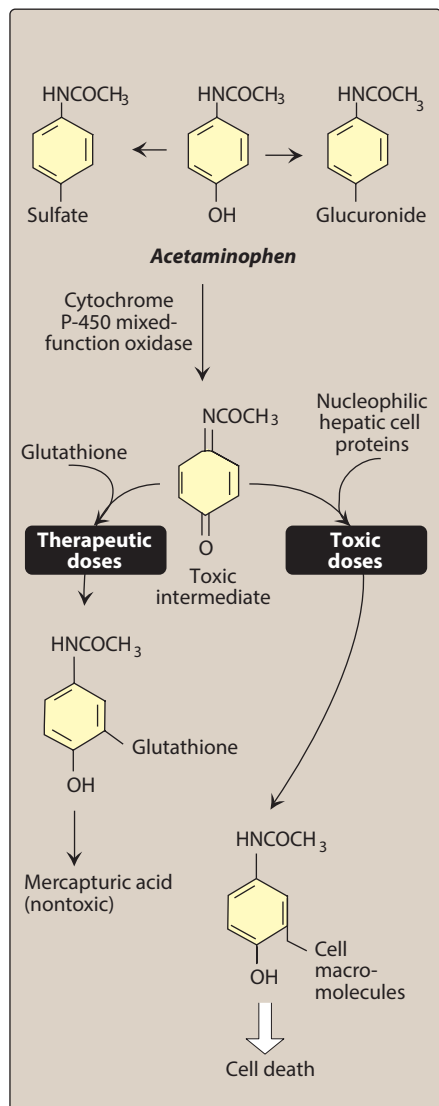 HNCOCH3
HNCOCH3
HNCOCH3
Sulfate
OH
Glucuronide
Acetaminophen
Cytochrome
P-450 mixed-
function oxidase
NCOCH3
Nucleophilic
hepatic cell
proteins
Glutathione
O
Therapeutic
doses
Toxic
intermediate
Toxic
doses
HNCOCH3
Glutathione
OH
Mercapturic acid
(nontoxic)
HNCOCH3
OH
Cell
macro-
molecules
Cell death